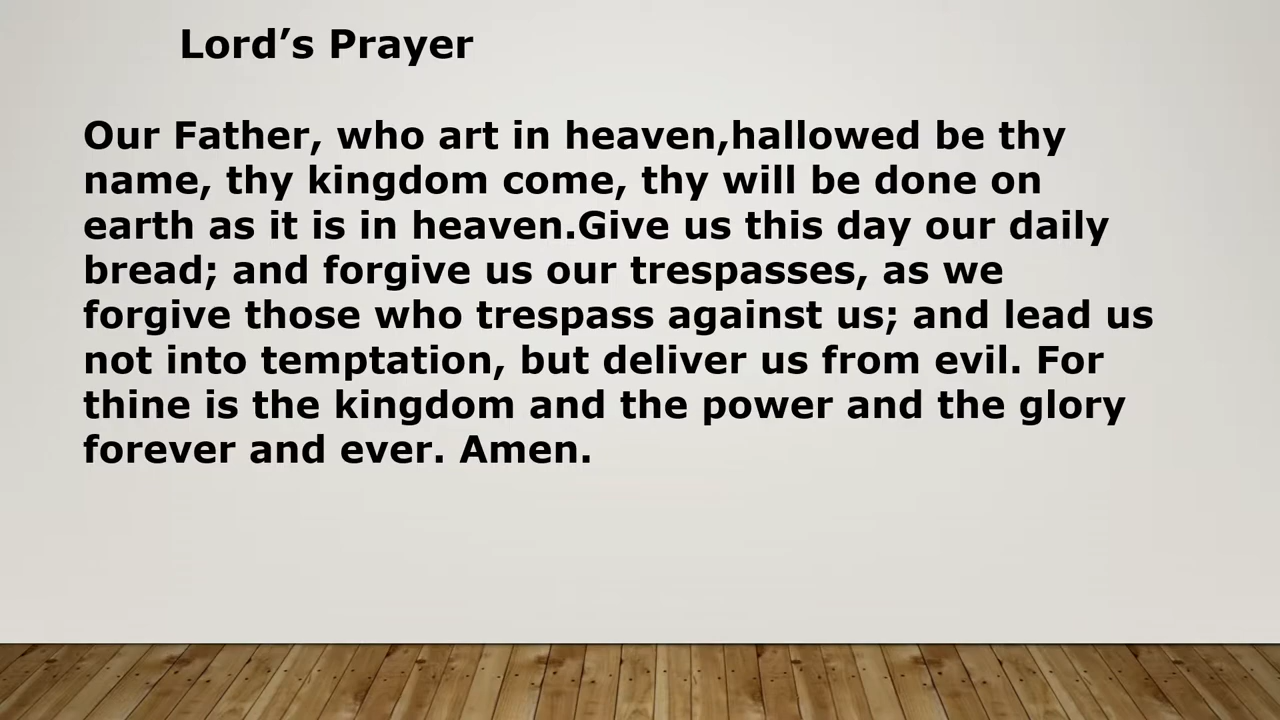 Lord’s Prayer
Our Father, who art in heaven,hallowed be thy
name, thy kingdom come, thy will be done on
earth as it is in heaven.Give us this day our daily
bread; and forgive us our trespasses, as we
forgive those who trespass against us; and lead us
not into temptation, but deliver us from evil. For
thine is the kingdom and the power and the glory
forever and ever. Amen.